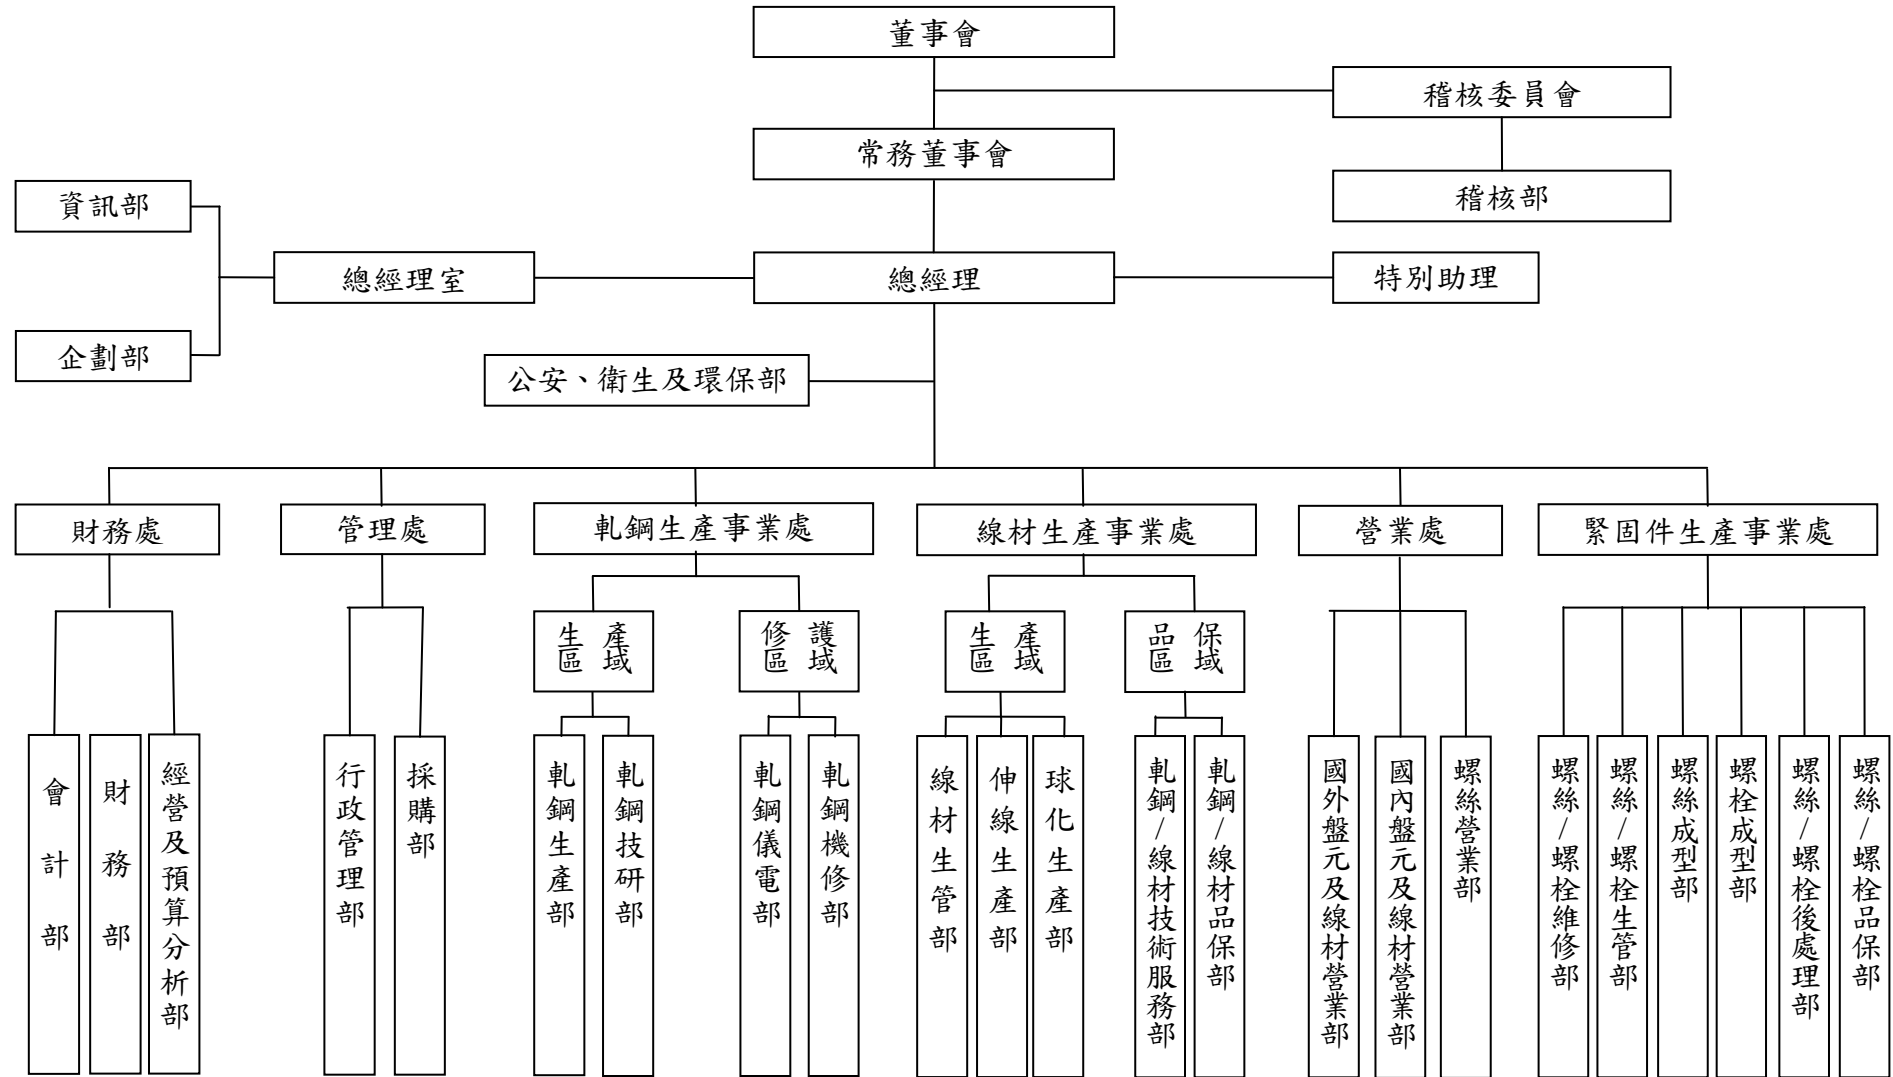 董事會
稽核委員會
常務董事會
稽核部
資訊部
總經理室
總經理
特別助理
企劃部
公安、衛生及環保部
財務處
管理處
軋鋼生產事業處
線材生產事業處
營業處
緊固件生產事業處
生產
區域
修護
區域
生產
區域
品保
區域
會計部
財務部
經營及預算分析部
行政管理部
採購部
軋鋼生產部
軋鋼技研部
軋鋼儀電部
軋鋼機修部
線材生管部
伸線生產部
球化生產部
軋鋼/線材技術服務部
軋鋼/線材品保部
國外盤元及線材營業部
國內盤元及線材營業部
螺絲營業部
螺絲/螺栓維修部
螺絲/螺栓生管部
螺絲成型部
螺栓成型部
螺絲/螺栓後處理部
螺絲/螺栓品保部